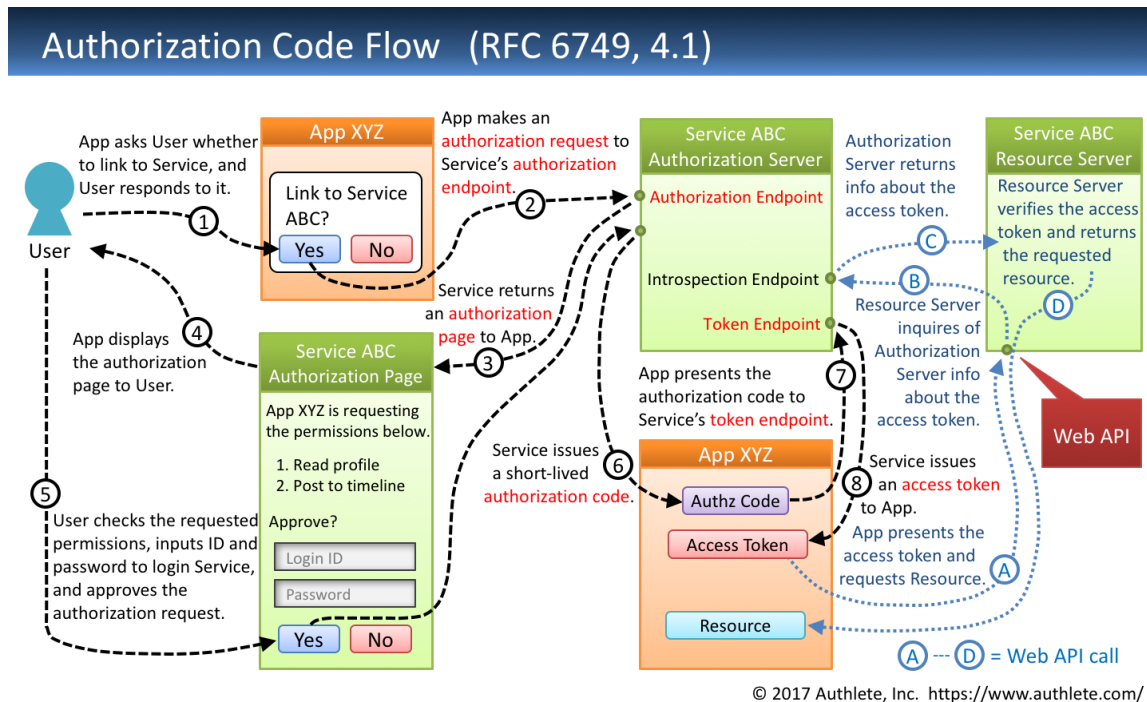 Authorization Code Flow (RFC 6749, 4.1)
App asks User whether
to link to Service, and
User responds to it.
User
1
App XYZ
Link to Service
ABC?
Yes
No
App makes an
authorization request to
Service's authorization
endpoint.
2
Service ABC
Authorization Server
Authorization Endpoint
Introspection Endpoint
Token Endpoint
Authorization
Server returns
info about the
access token.
C
B
Service ABC
Resource Server
Resource Server
verifies the access
token and returns
the requested
resource.
D
Resource Server
inquires of
Authorization
Server info
about the
access token.
Web API
Service returns
an authorization
page to App.
3
4
App displays
the authorization
page to User.
Service ABC
Authorization Page
App XYZ is requesting
the permissions below.
1. Read profile
2. Post to timeline
Approve?
Login ID
Password
Yes
No
5
User checks the requested
permissions, inputs ID and
password to login Service,
and approves the
authorization request.
Service issues
a short-lived
authorization code.
6
App presents the
authorization code to
Service's token endpoint.
7
App XYZ
Authz Code
Access Token
Resource
8
Service issues
an access token
to App.
App presents the
access token and
requests Resource.
A
A --- D = Web API call
© 2017 Authlete, Inc. https://www.authlete.com/